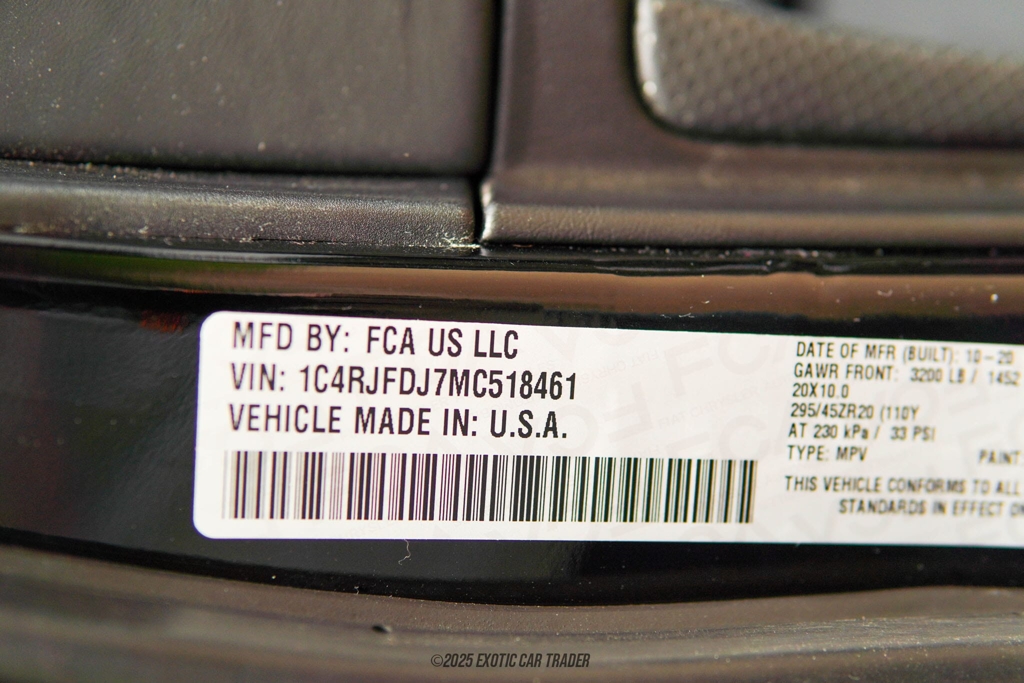 MFD BY: FCA US LLC
VIN: 1C4RJFDJ7MC518461
VEHICLE MADE IN: U.S.A.
DATE OF MFR (BUILT): 10-20
GAWR FRONT: 3200 LB / 1452
20X10.0
295/45ZR20 (110Y
AT 230 kPa / 33 PSI
TYPE: MPV PAINT:
THIS VEHICLE CONFORMS TO ALL
STANDARDS IN EFFECT ON
©2025 EXOTIC CAR TRADER